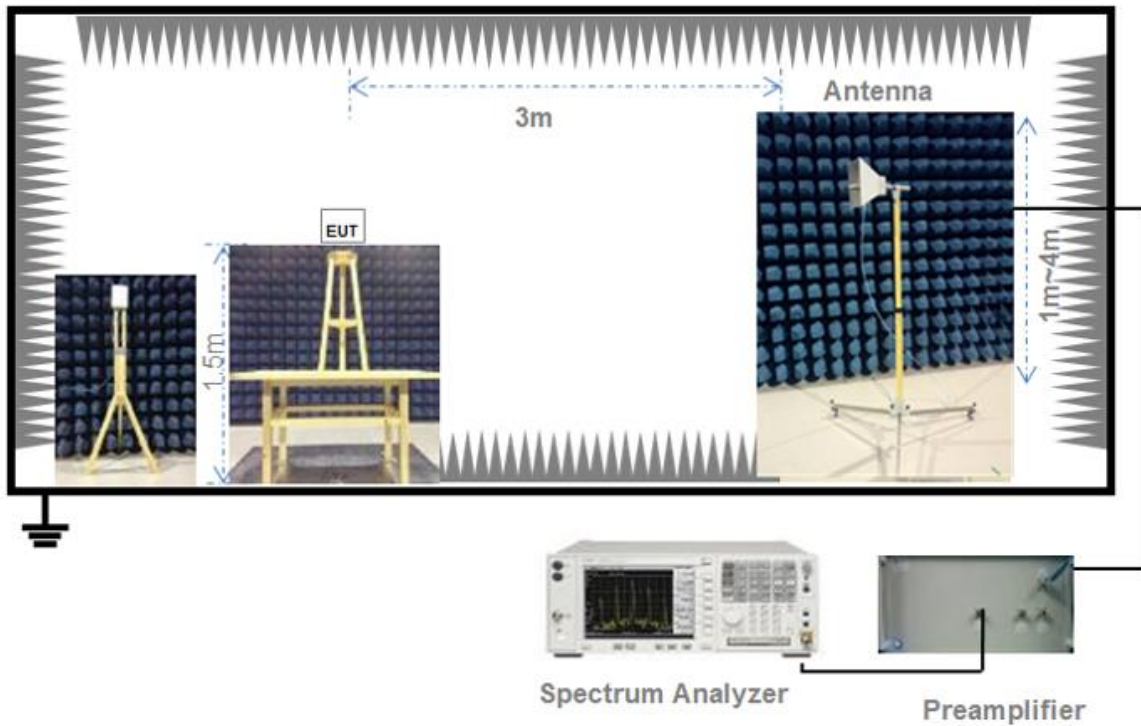 Antenna
3m
EUT
1.5m
1m~4m
Spectrum Analyzer
Preamplifier